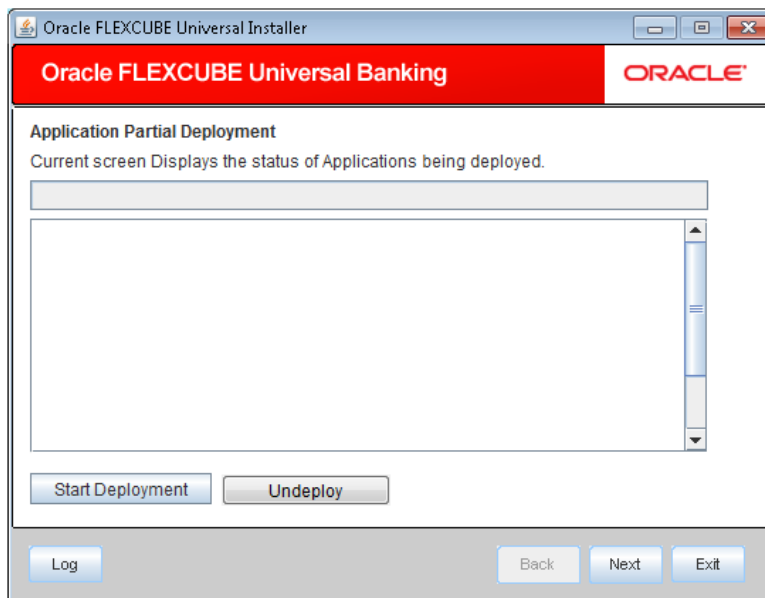 Oracle FLEXCUBE Universal Installer
Oracle FLEXCUBE Universal Banking
ORACLE
Application Partial Deployment
Current screen Displays the status of Applications being deployed.
Start Deployment
Undeploy
Log
Back
Next
Exit